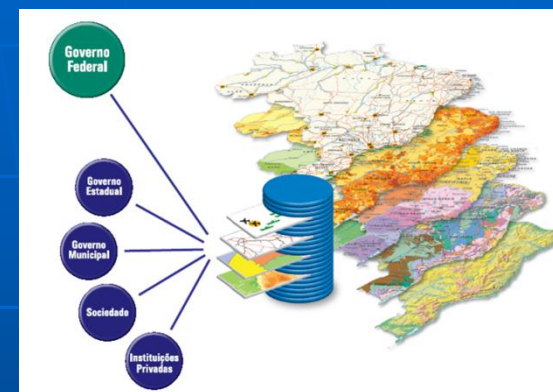 Governo
Federal
Governo
Estadual
Governo
Municipal
Sociedade
Instituições
Privadas